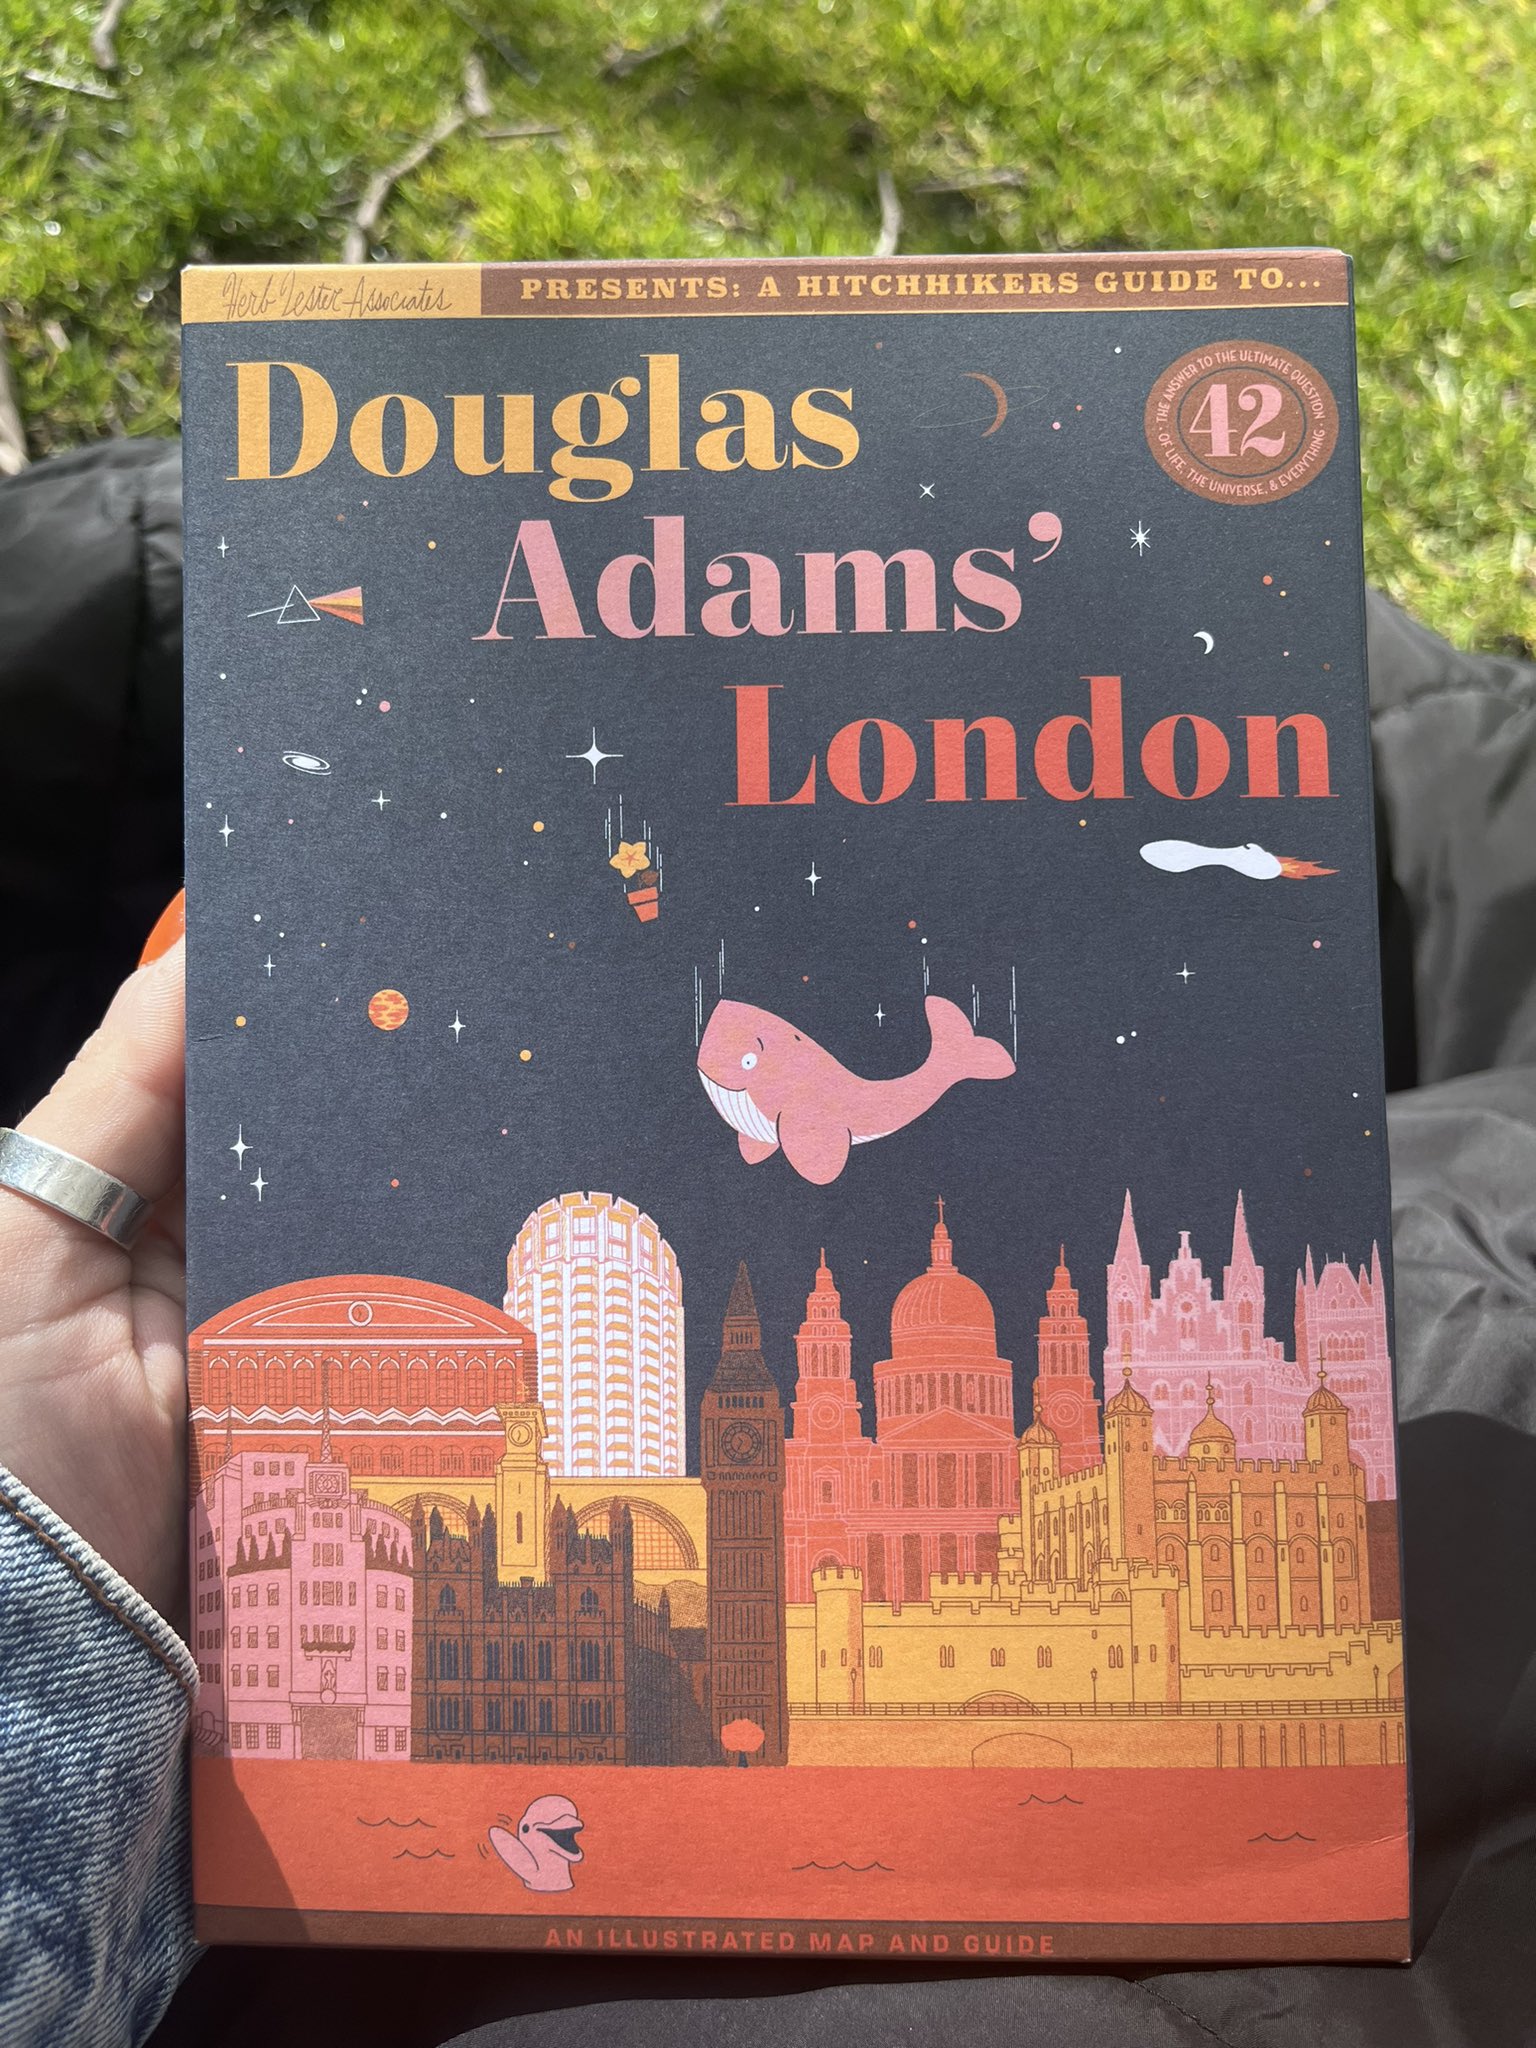 Herb Lester Associates
PRESENTS: A HITCHHIKERS GUIDE TO...
Douglas
Adams'
London
THE ANSWER TO THE ULTIMATE QUESTION
OF LIFE, THE UNIVERSE, & EVERYTHING
42
AN ILLUSTRATED MAP AND GUIDE